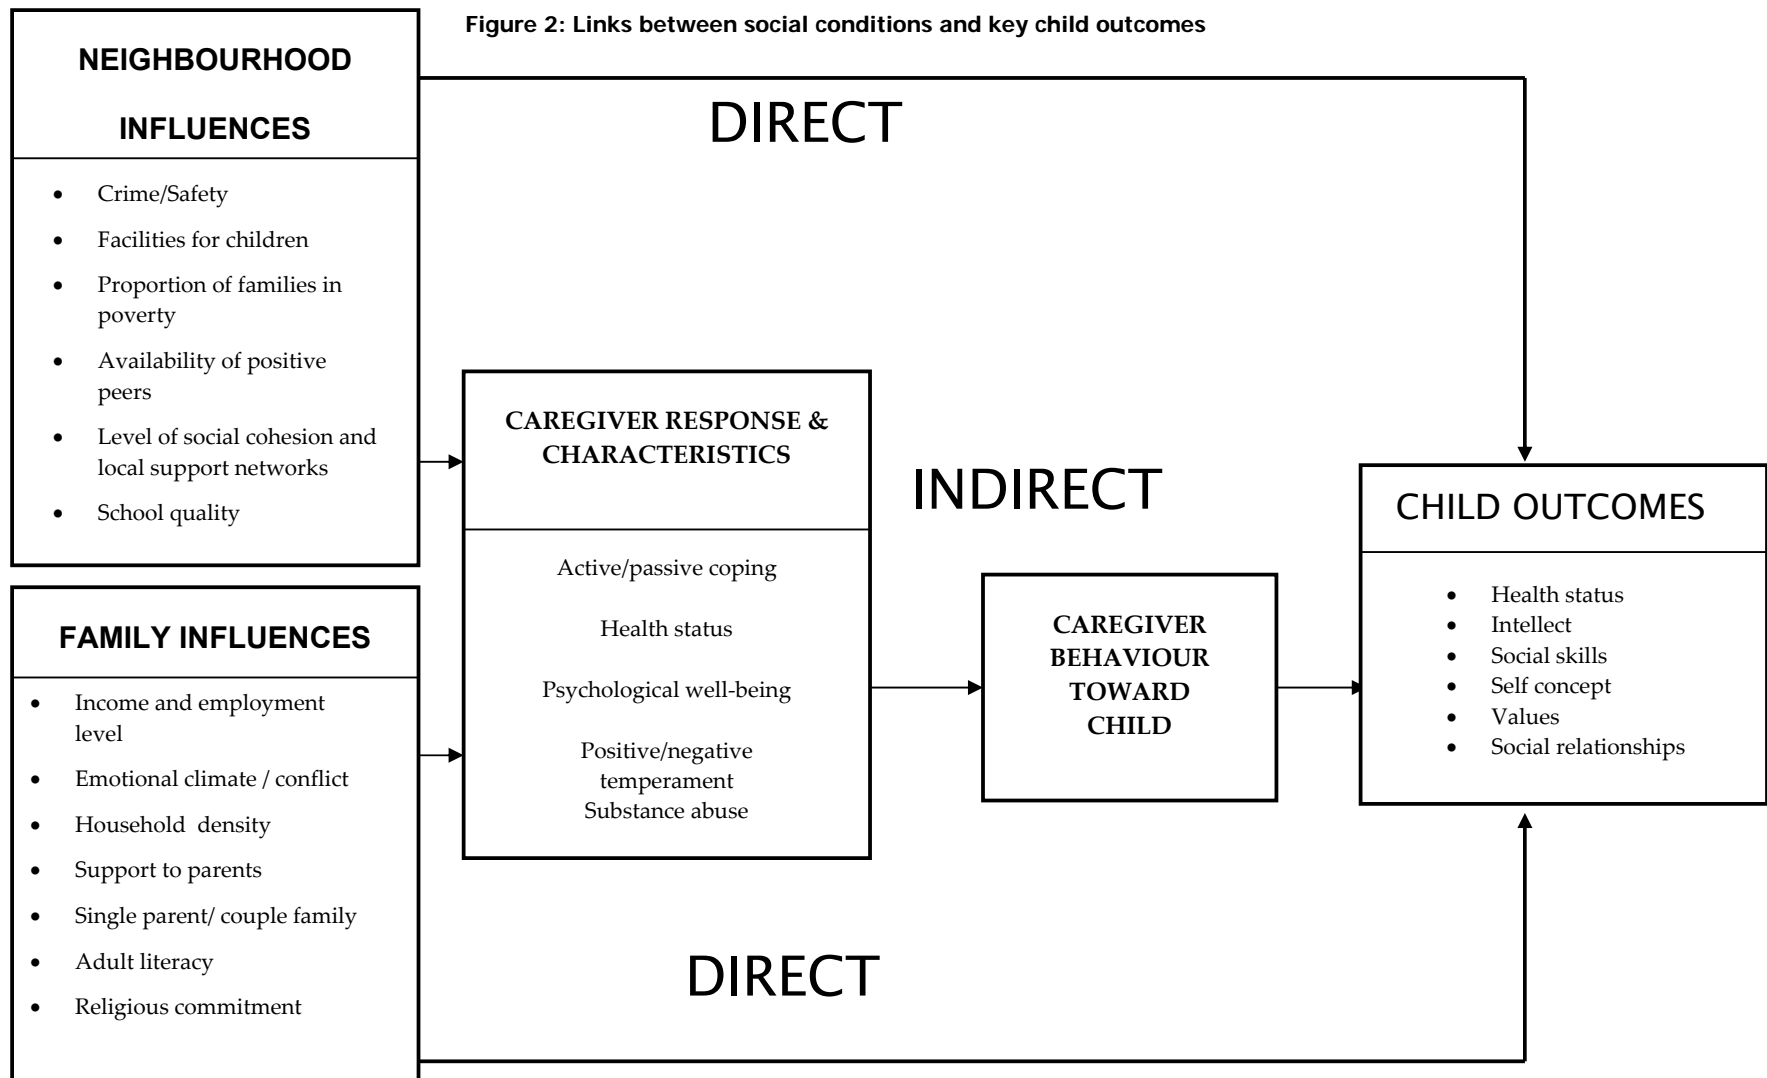 Figure 2: Links between social conditions and key child outcomes
NEIGHBOURHOOD
INFLUENCES
• Crime/Safety
• Facilities for children
• Proportion of families in
poverty
• Availability of positive
peers
• Level of social cohesion and
local support networks
• School quality
DIRECT
FAMILY INFLUENCES
• Income and employment
level
• Emotional climate / conflict
• Household density
• Support to parents
• Single parent/ couple family
• Adult literacy
• Religious commitment
CAREGIVER RESPONSE &
CHARACTERISTICS
Active/passive coping
Health status
Psychological well-being
Positive/negative
temperament
Substance abuse
INDIRECT
CAREGIVER
BEHAVIOUR
TOWARD
CHILD
CHILD OUTCOMES
• Health status
• Intellect
• Social skills
• Self concept
• Values
• Social relationships
DIRECT